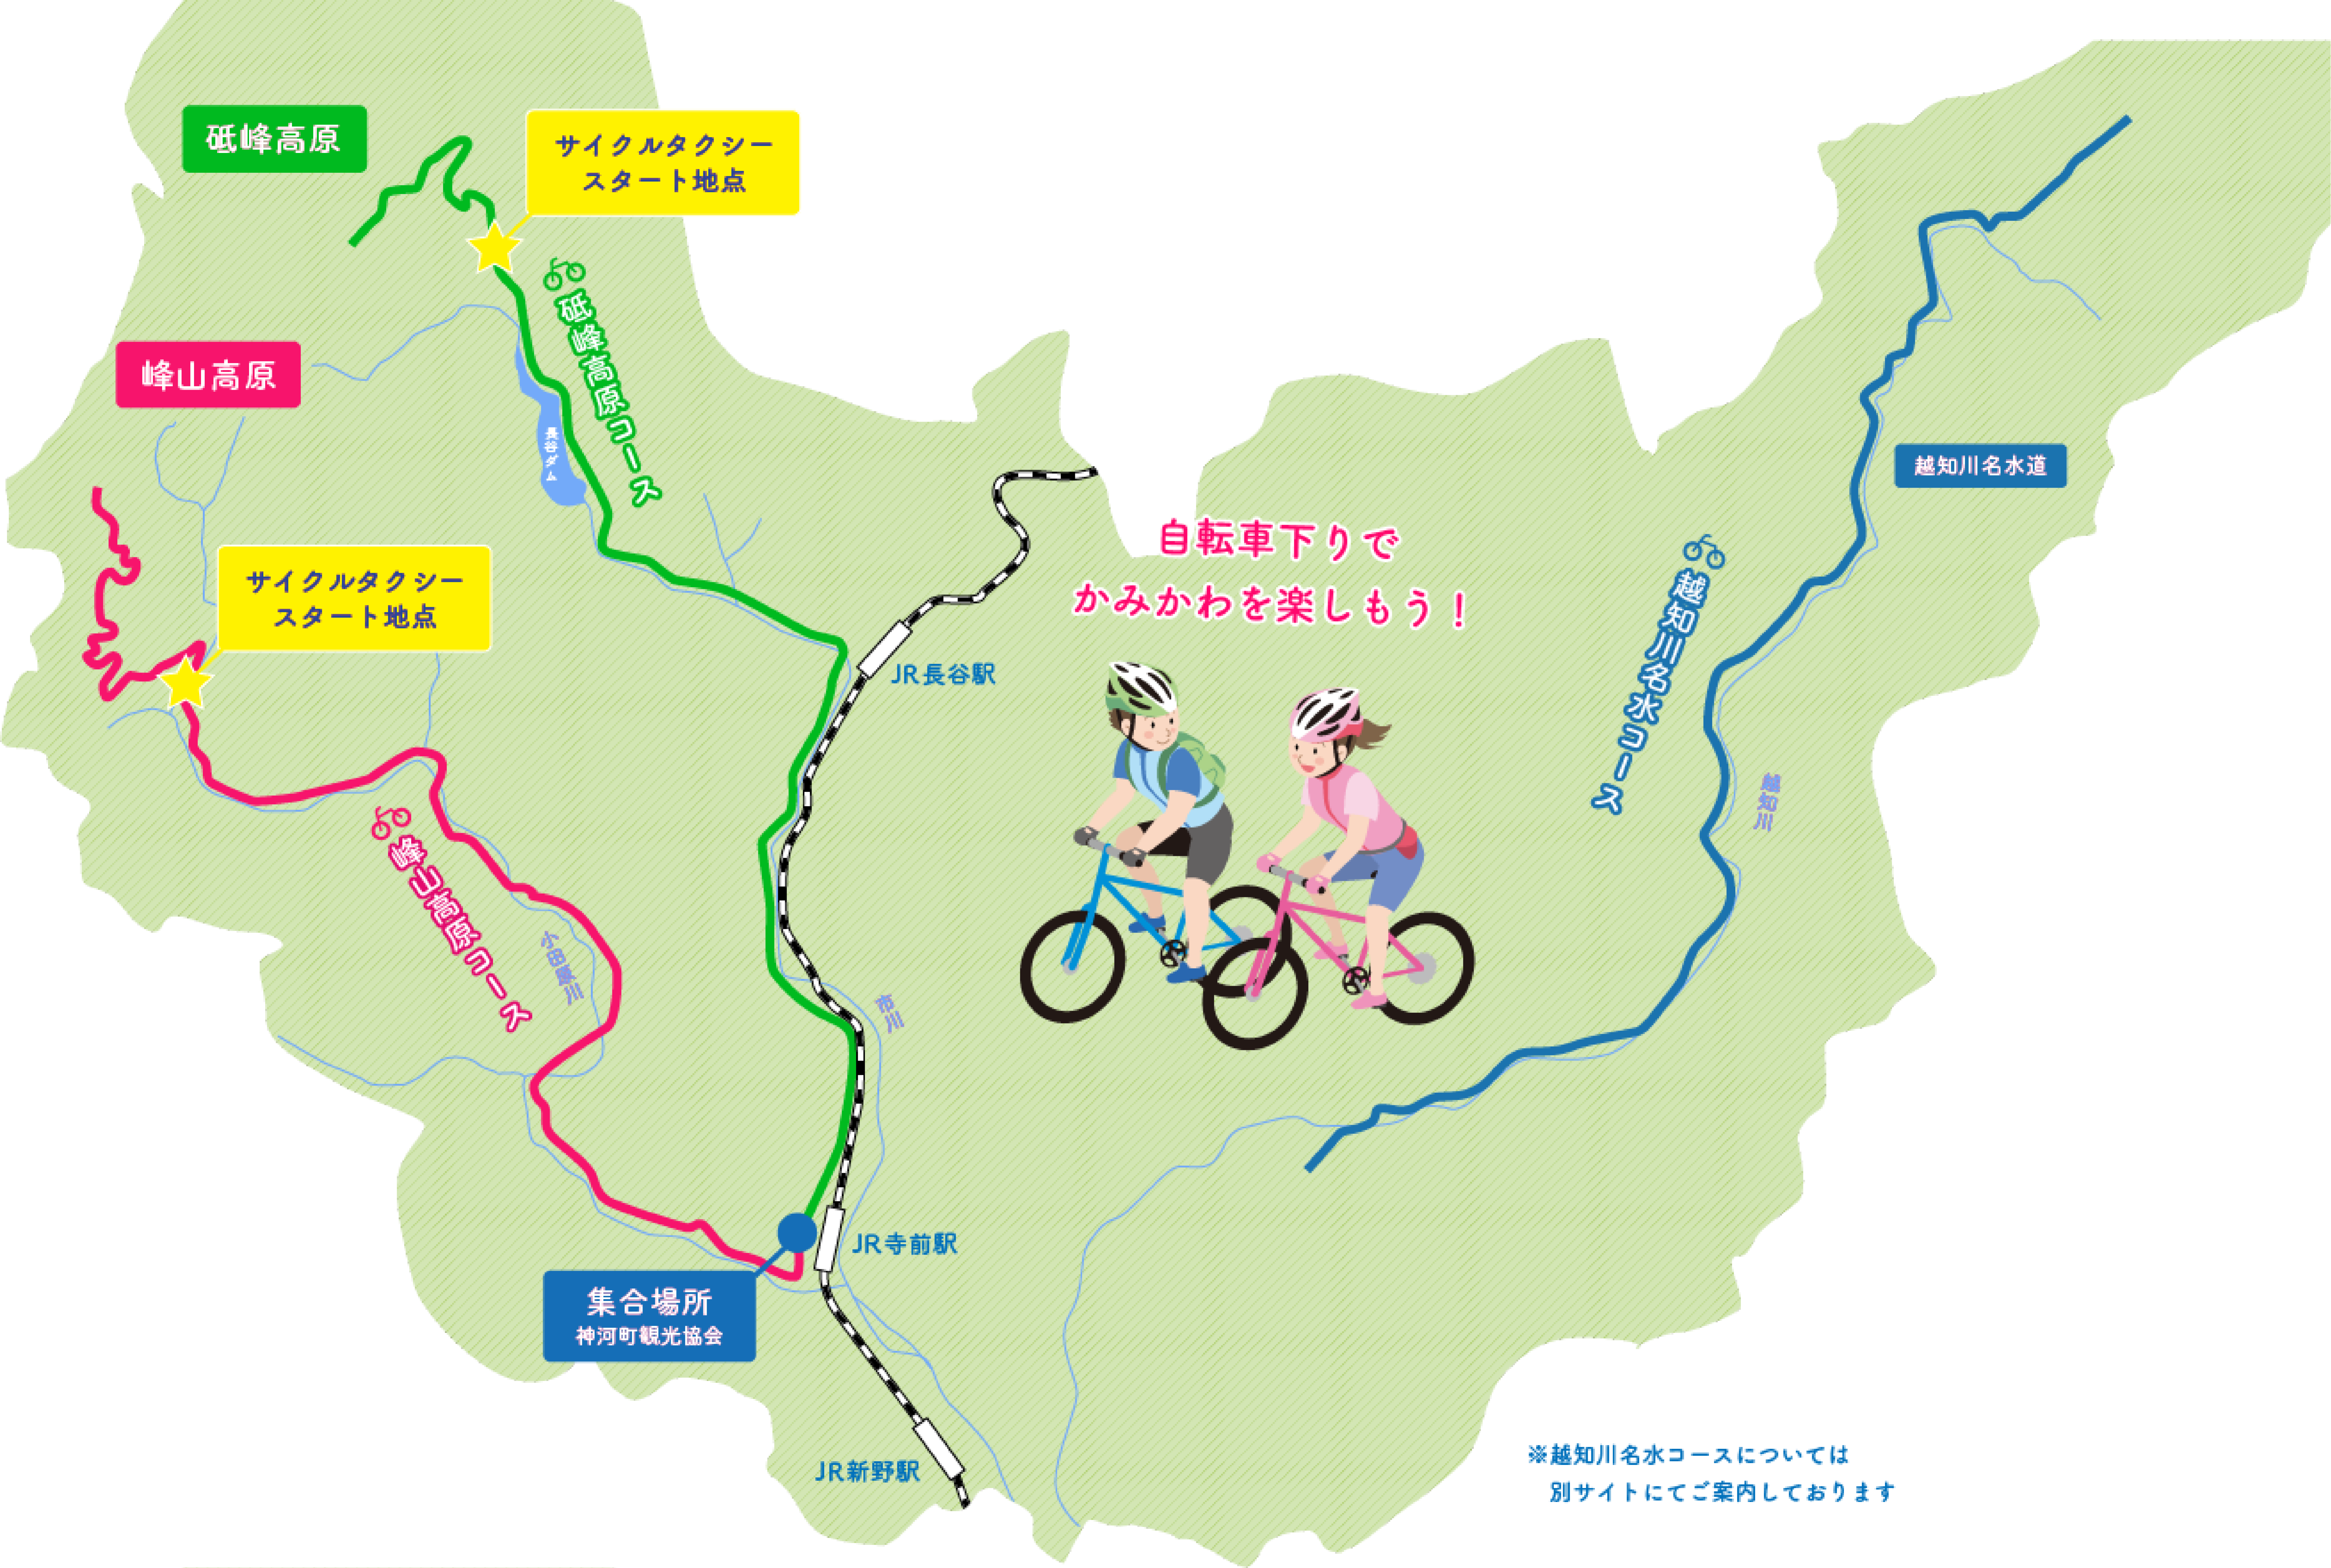 砥峰高原
サイクルタクシー
スタート地点
砥峰高原コース
峰山高原
長谷ダム
越知川名水道
サイクルタクシー
スタート地点
自転車下りで
かみかわを楽しもう！
越知川名水コース
JR長谷駅
越知川
峰山高原コース
小田原川
市川
JR寺前駅
集合場所
神河町観光協会
JR新野駅
※越知川名水コースについては
別サイトにてご案内しております